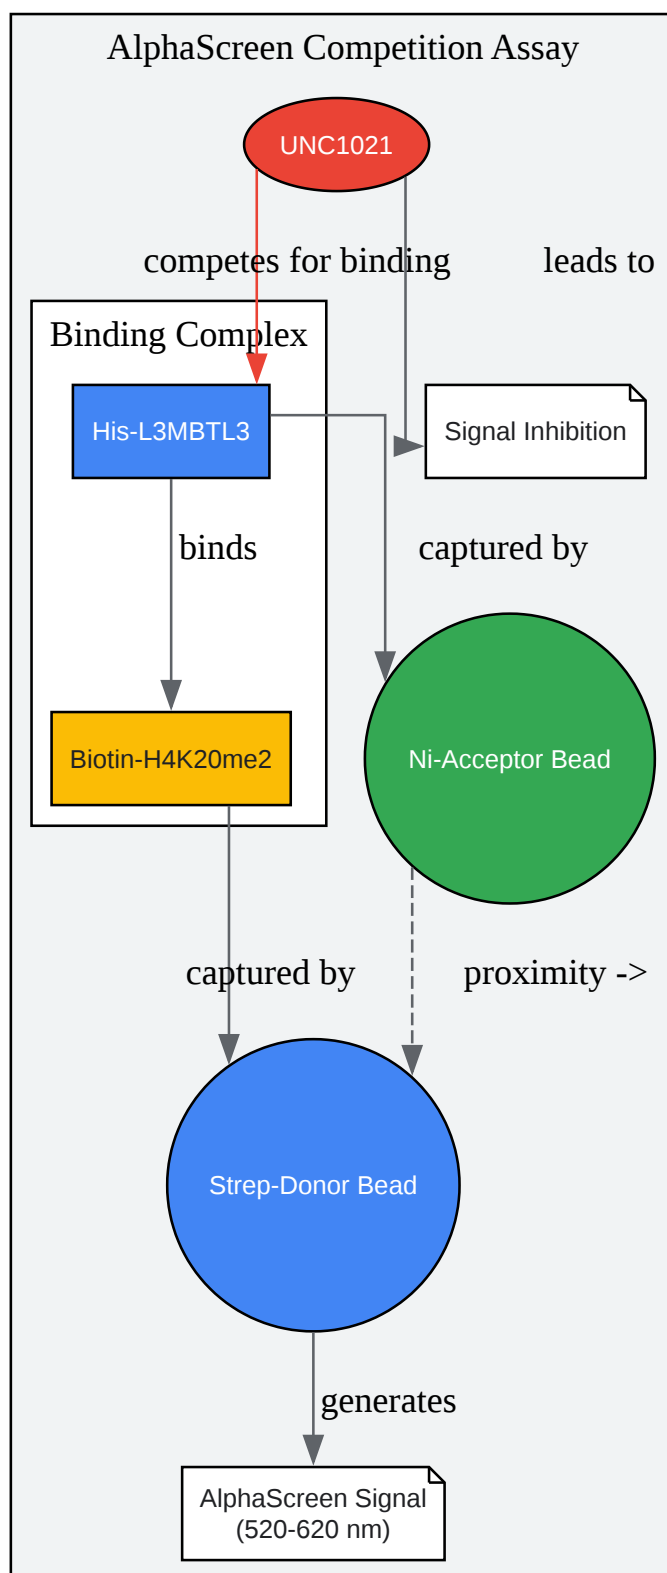 AlphaScreen Competition Assay
UNC1021
competes for binding
leads to
Binding Complex
His-L3MBTL3
Signal Inhibition
binds
captured by
Biotin-H4K20me2
Ni-Acceptor Bead
captured by
proximity ->
Strep-Donor Bead
generates
AlphaScreen Signal
(520-620 nm)